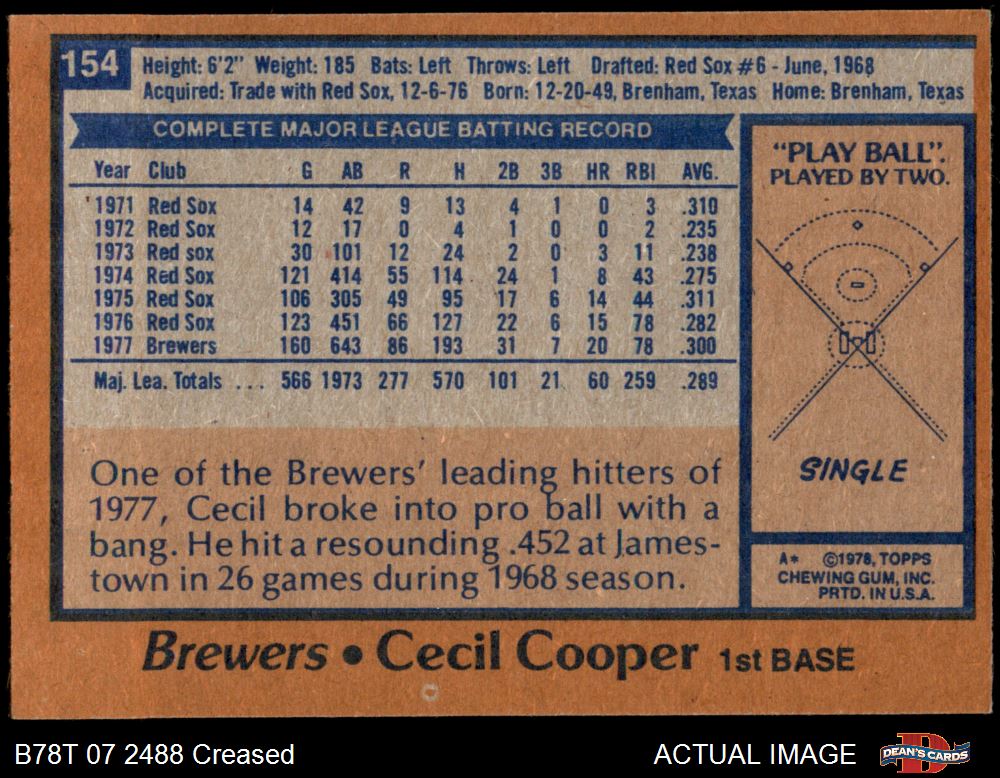 154
Height: 6'2" Weight: 185 Bats: Left Throws: Left Drafted: Red Sox #6 - June, 1968
Acquired: Trade with Red Sox, 12-6-76 Born: 12-20-49, Brenham, Texas Home: Brenham, Texas
COMPLETE MAJOR LEAGUE BATTING RECORD
Year Club G AB R H 2B 3B HR RBI AVG.
1971 Red Sox 14 42 9 13 4 1 0 3 .310
1972 Red Sox 12 17 0 4 1 0 0 2 .235
1973 Red sox 30 101 12 24 2 0 3 11 .238
1974 Red Sox 121 414 55 114 24 1 8 43 .275
1975 Red Sox 106 305 49 95 17 6 14 44 .311
1976 Red Sox 123 451 66 127 22 6 15 78 .282
1977 Brewers 160 643 86 193 31 7 20 78 .300
Maj. Lea. Totals ... 566 1973 277 570 101 21 60 259 .289
One of the Brewers' leading hitters of
1977, Cecil broke into pro ball with a
bang. He hit a resounding .452 at James-
town in 26 games during 1968 season.
"PLAY BALL".
PLAYED BY TWO.
SINGLE
A* ©1978, TOPPS
CHEWING GUM, INC.
PRTD. IN U.S.A.
Brewers • Cecil Cooper 1st BASE
B78T 07 2488 Creased
ACTUAL IMAGE
DEAN'S CARDS